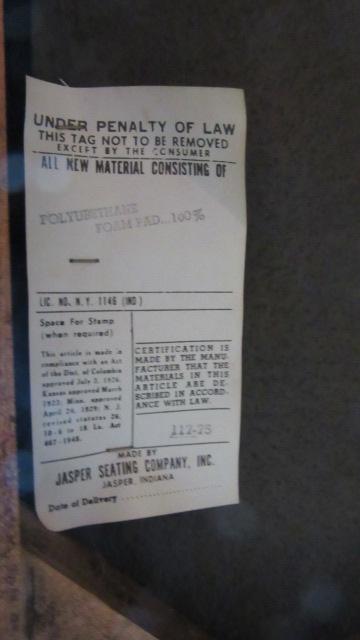 UNDER PENALTY OF LAW
THIS TAG NOT TO BE REMOVED
EXCEPT BY THE CONSUMER
ALL NEW MATERIAL CONSISTING OF
POLYURETHANE
FOAM PAD...100%
LIC. NO. N.Y. 1146 (IND)
Space For Stamp
(when required)
This article is made in
compliance with an Act
of the Dist. of Columbia
approved July 3, 1926,
Kansas approved March
1923; Minn. approved
April 24, 1929; N. J.
revised statutes 26,
10-6 to 18 La. Act
467-1948.
CERTIFICATION IS
MADE BY THE MANU-
FACTURER THAT THE
MATERIALS IN THIS
ARTICLE ARE DE-
SCRIBED IN ACCORD-
ANCE WITH LAW.
112-25
MADE BY
JASPER SEATING COMPANY, INC.
JASPER, INDIANA
Date of Delivery ....................